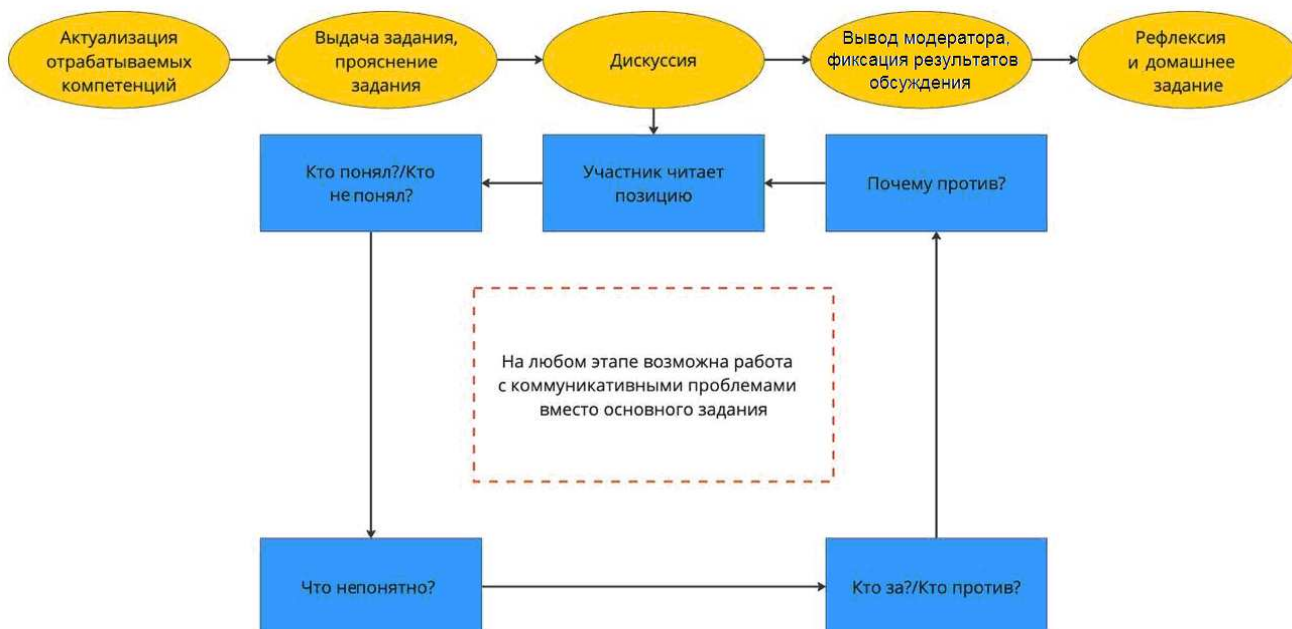 Актуализация
отрабатываемых
компетенций
Выдача задания,
прояснение
задания
Дискуссия
Вывод модератора,
фиксация результатов
обсуждения
Рефлексия
и домашнее
задание
Кто понял?/Кто
не понял?
Участник читает
позицию
Почему против?
На любом этапе возможна работа
с коммуникативными проблемами
вместо основного задания
Что непонятно?
Кто за?/Кто против?